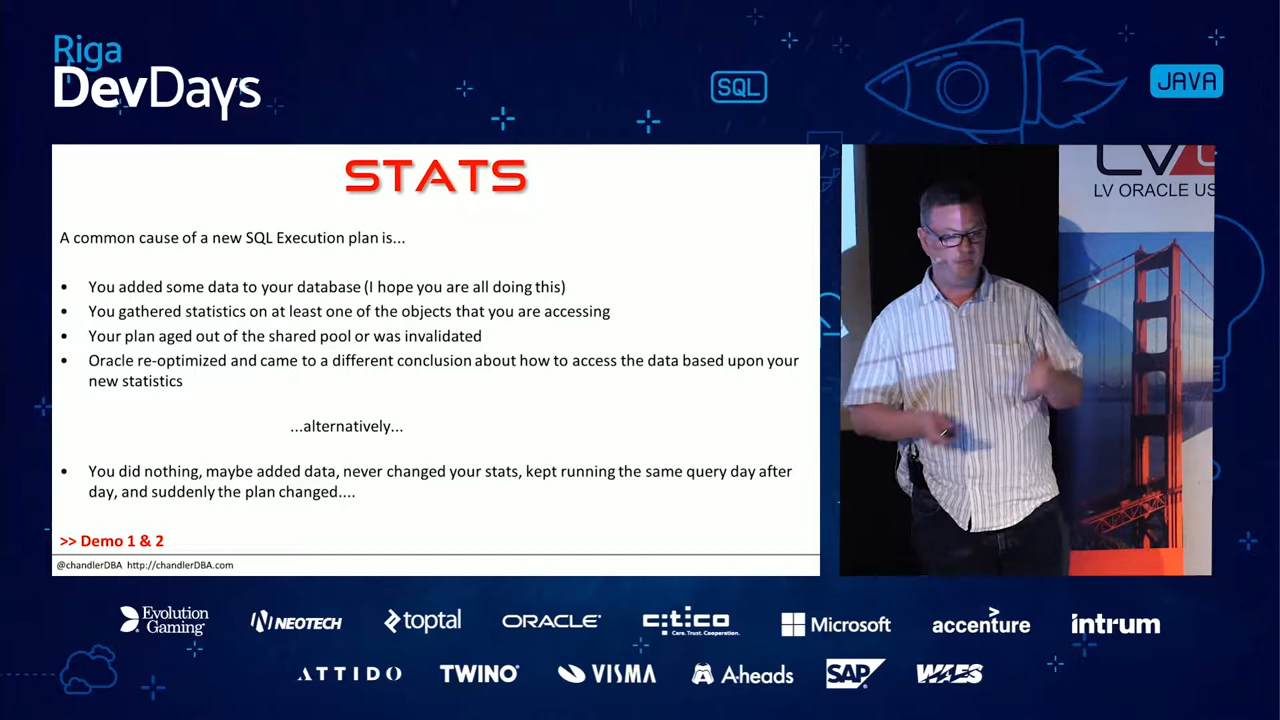 Riga
DevDays
SQL
JAVA
STATS
A common cause of a new SQL Execution plan is...
• You added some data to your database (I hope you are all doing this)
• You gathered statistics on at least one of the objects that you are accessing
• Your plan aged out of the shared pool or was invalidated
• Oracle re-optimized and came to a different conclusion about how to access the data based upon your
new statistics
...alternatively...
• You did nothing, maybe added data, never changed your stats, kept running the same query day after
day, and suddenly the plan changed....
>> Demo 1 & 2
@chandlerDBA http://chandlerDBA.com
LV ORACLE US
Evolution
Gaming
NEOTECH
toptal
ORACLE
citco
Care. Trust. Cooperation.
Microsoft
accenture
intrum
ATTIDO
TWINO
VISMA
A-heads
SAP
WAES